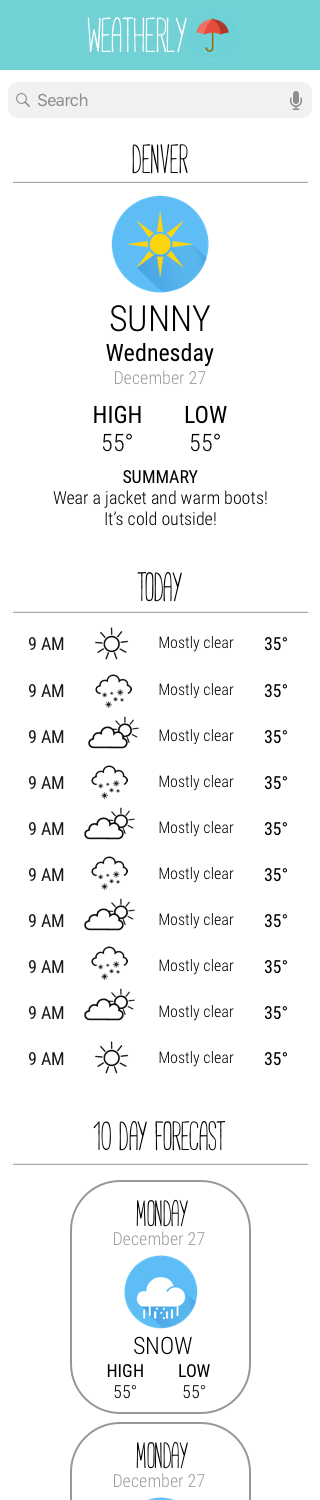 WEATHERLY
Search
DENVER
SUNNY
Wednesday
December 27
HIGH LOW
55° 55°
SUMMARY
Wear a jacket and warm boots!
It's cold outside!
TODAY
9 AM Mostly clear 35°
9 AM Mostly clear 35°
9 AM Mostly clear 35°
9 AM Mostly clear 35°
9 AM Mostly clear 35°
9 AM Mostly clear 35°
9 AM Mostly clear 35°
9 AM Mostly clear 35°
9 AM Mostly clear 35°
9 AM Mostly clear 35°
10 DAY FORECAST
MONDAY
December 27
SNOW
HIGH LOW
55° 55°
MONDAY
December 27